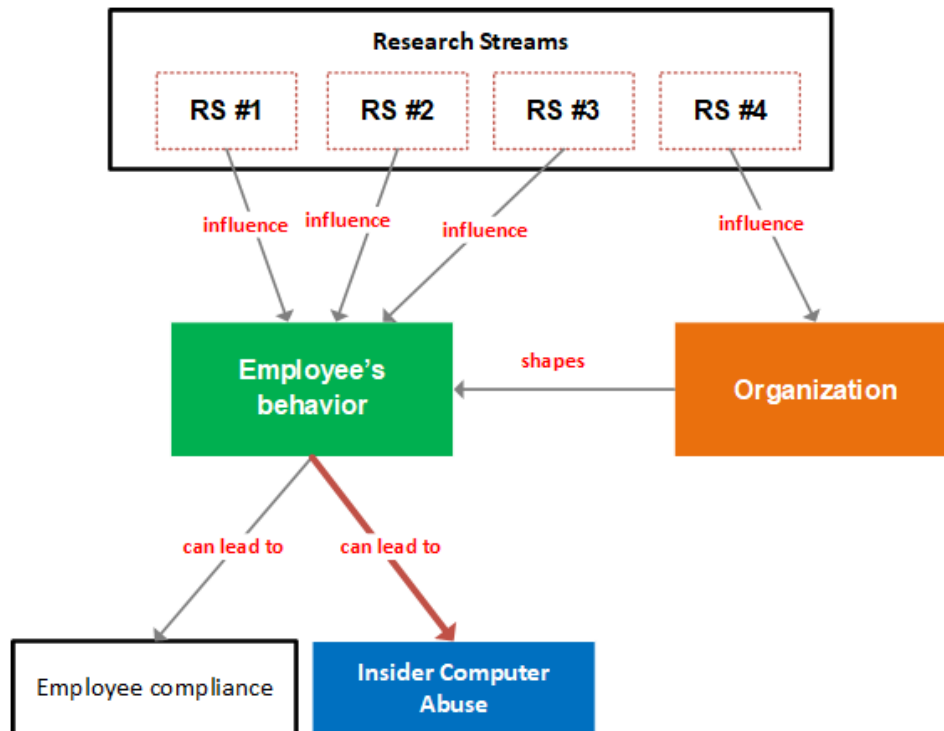 Research Streams
RS #1
RS #2
RS #3
RS #4
influence
influence
influence
influence
Employee's
behavior
shapes
Organization
can lead to
can lead to
Employee compliance
Insider Computer
Abuse